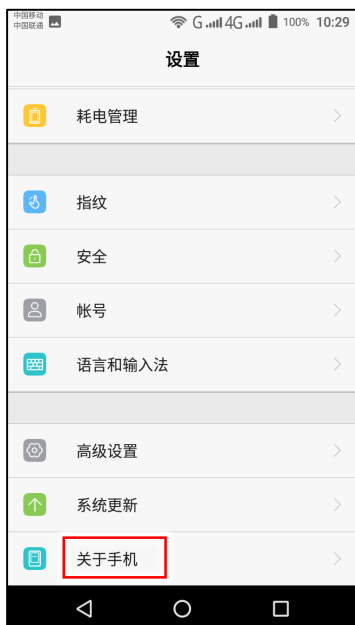 中国移动
中国联通
G 4G 100% 10:29
设置
耗电管理
指纹
安全
帐号
语言和输入法
高级设置
系统更新
关于手机